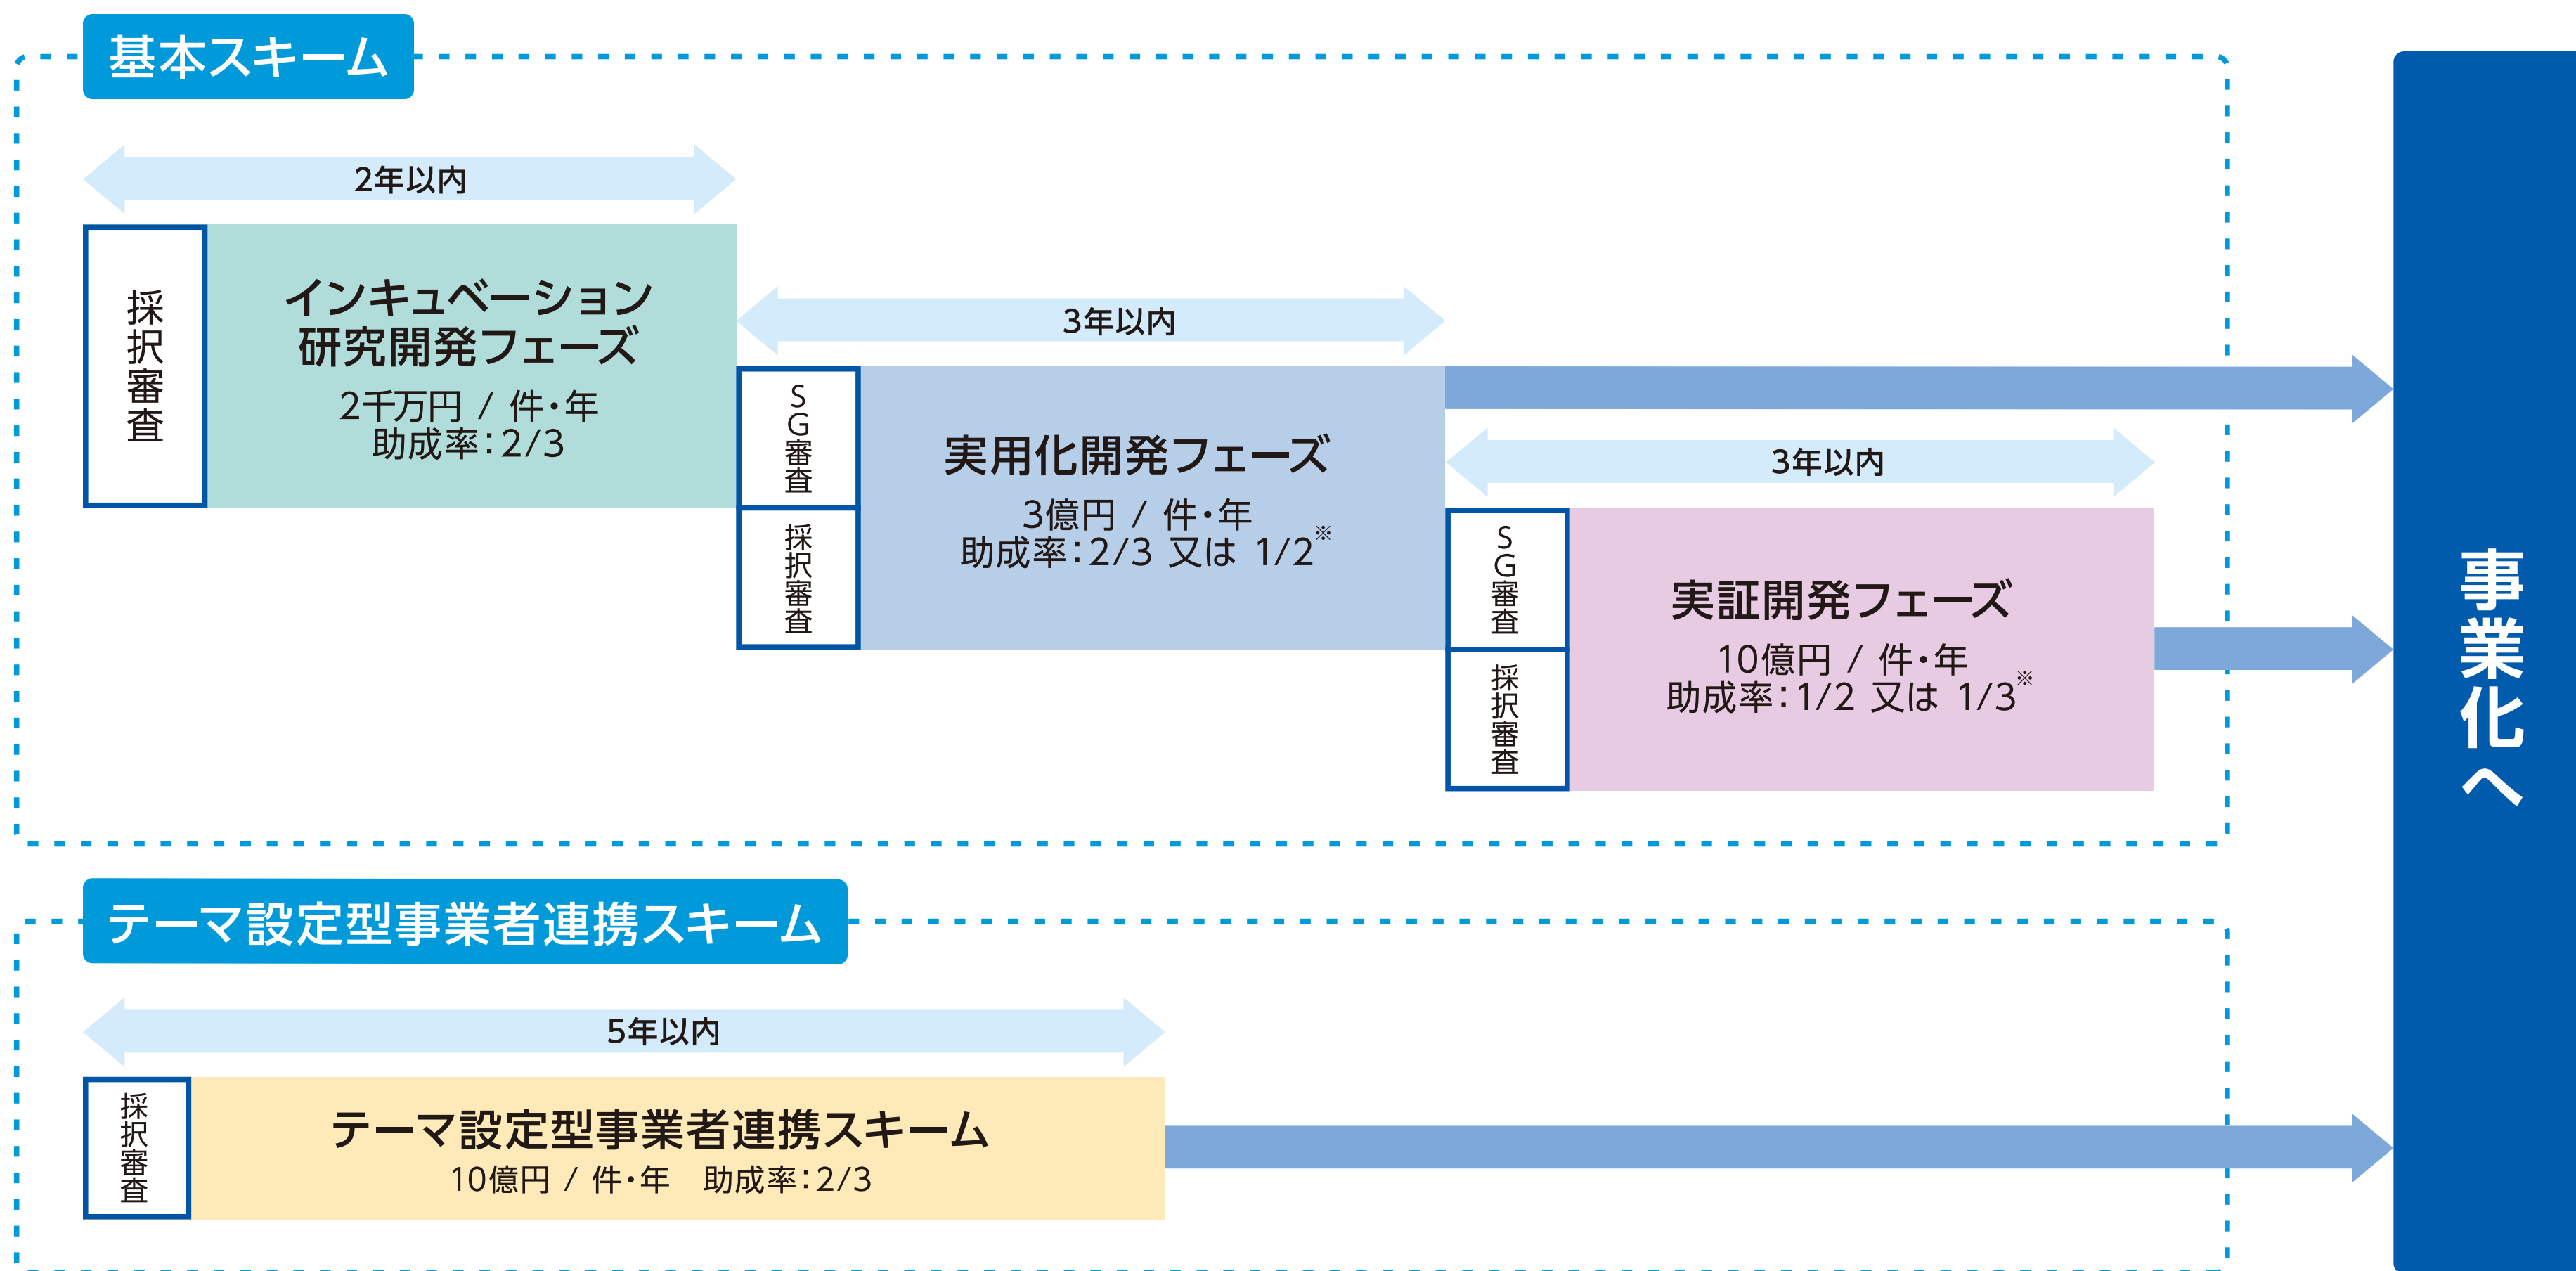 基本スキーム
2年以内
採択審査
インキュベーション
研究開発フェーズ
2千万円 / 件・年
助成率:2/3
3年以内
SG審査
採択審査
実用化開発フェーズ
3億円 / 件・年
助成率:2/3 又は 1/2※
3年以内
SG審査
採択審査
実証開発フェーズ
10億円 / 件・年
助成率:1/2 又は 1/3※
事業化へ
テーマ設定型事業者連携スキーム
5年以内
採択審査
テーマ設定型事業者連携スキーム
10億円 / 件・年　助成率:2/3